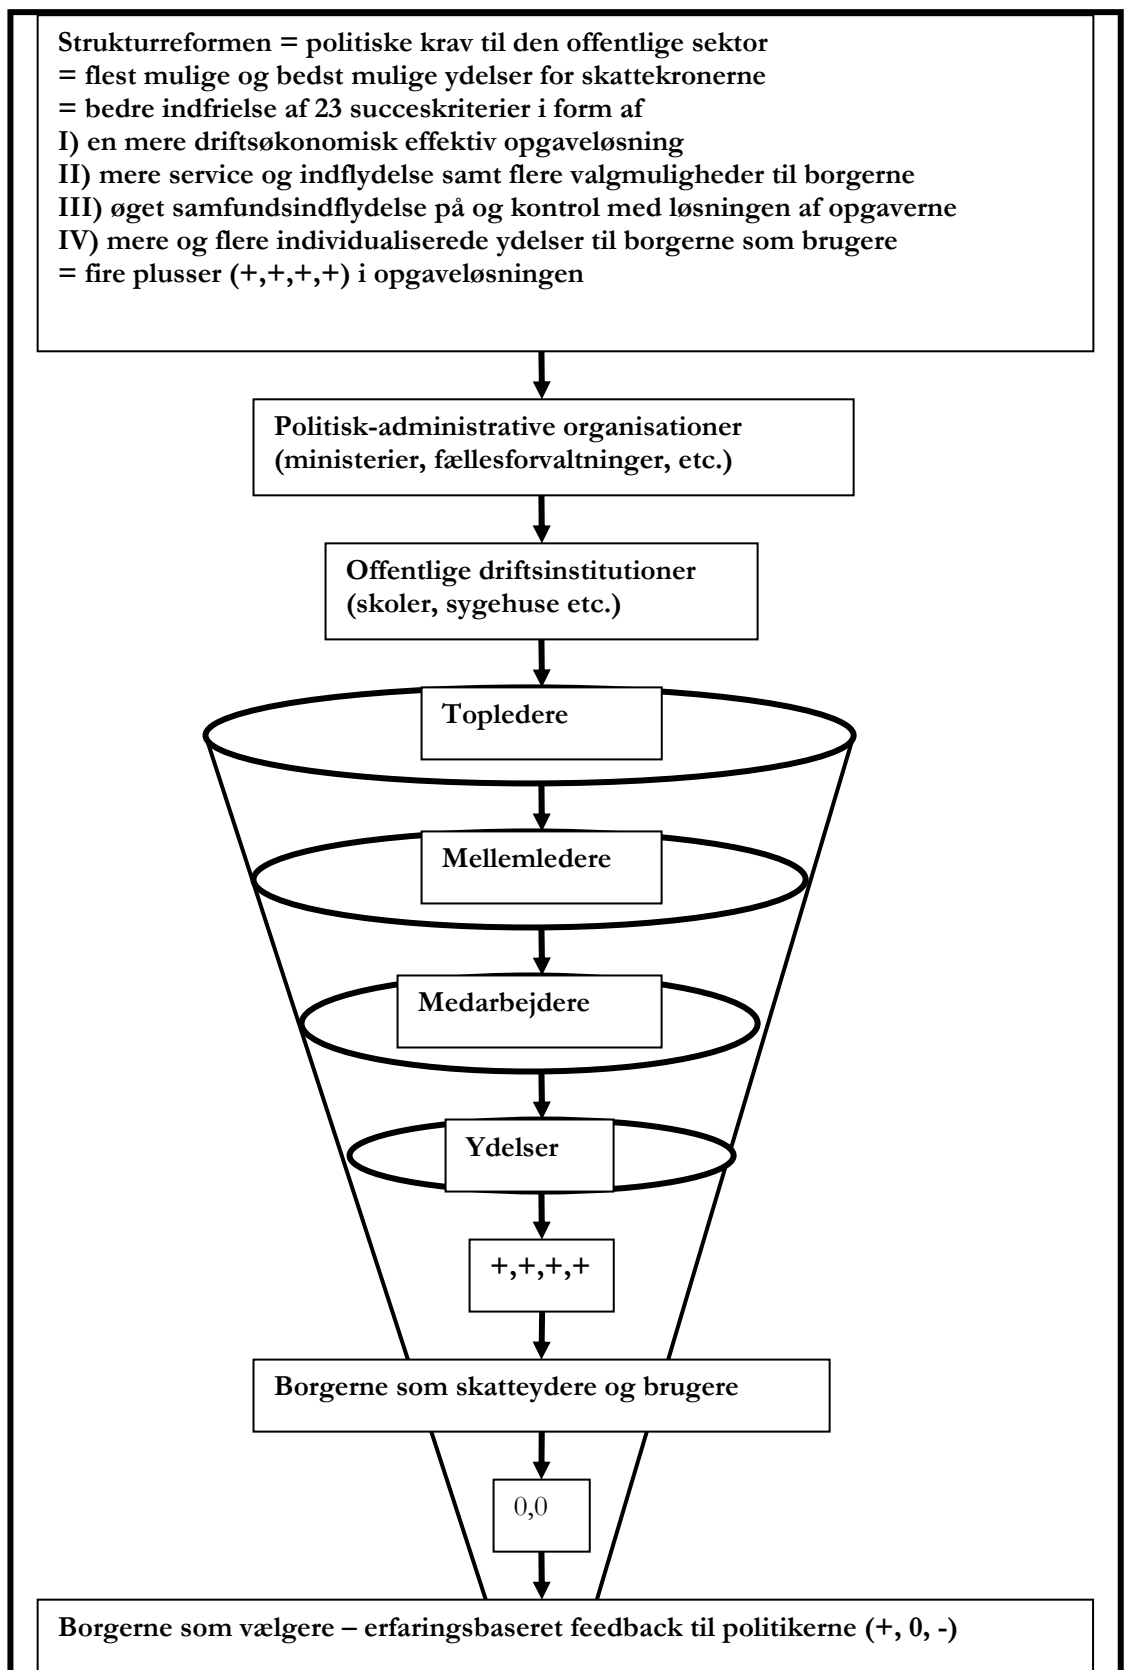 Strukturreformen = politiske krav til den offentlige sektor
= flest mulige og bedst mulige ydelser for skattekronerne
= bedre indfrielse af 23 succeskriterier i form af
I) en mere driftsøkonomisk effektiv opgaveløsning
II) mere service og indflydelse samt flere valgmuligheder til borgerne
III) øget samfundsindflydelse på og kontrol med løsningen af opgaverne
IV) mere og flere individualiserede ydelser til borgerne som brugere
= fire plusser (+,+,+,+) i opgaveløsningen
Politisk-administrative organisationer
(ministerier, fællesforvaltninger, etc.)
Offentlige driftsinstitutioner
(skoler, sygehuse etc.)
Topledere
Mellemledere
Medarbejdere
Ydelser
+,+,+,+
Borgerne som skatteydere og brugere
0,0
Borgerne som vælgere – erfaringsbaseret feedback til politikerne (+, 0, -)